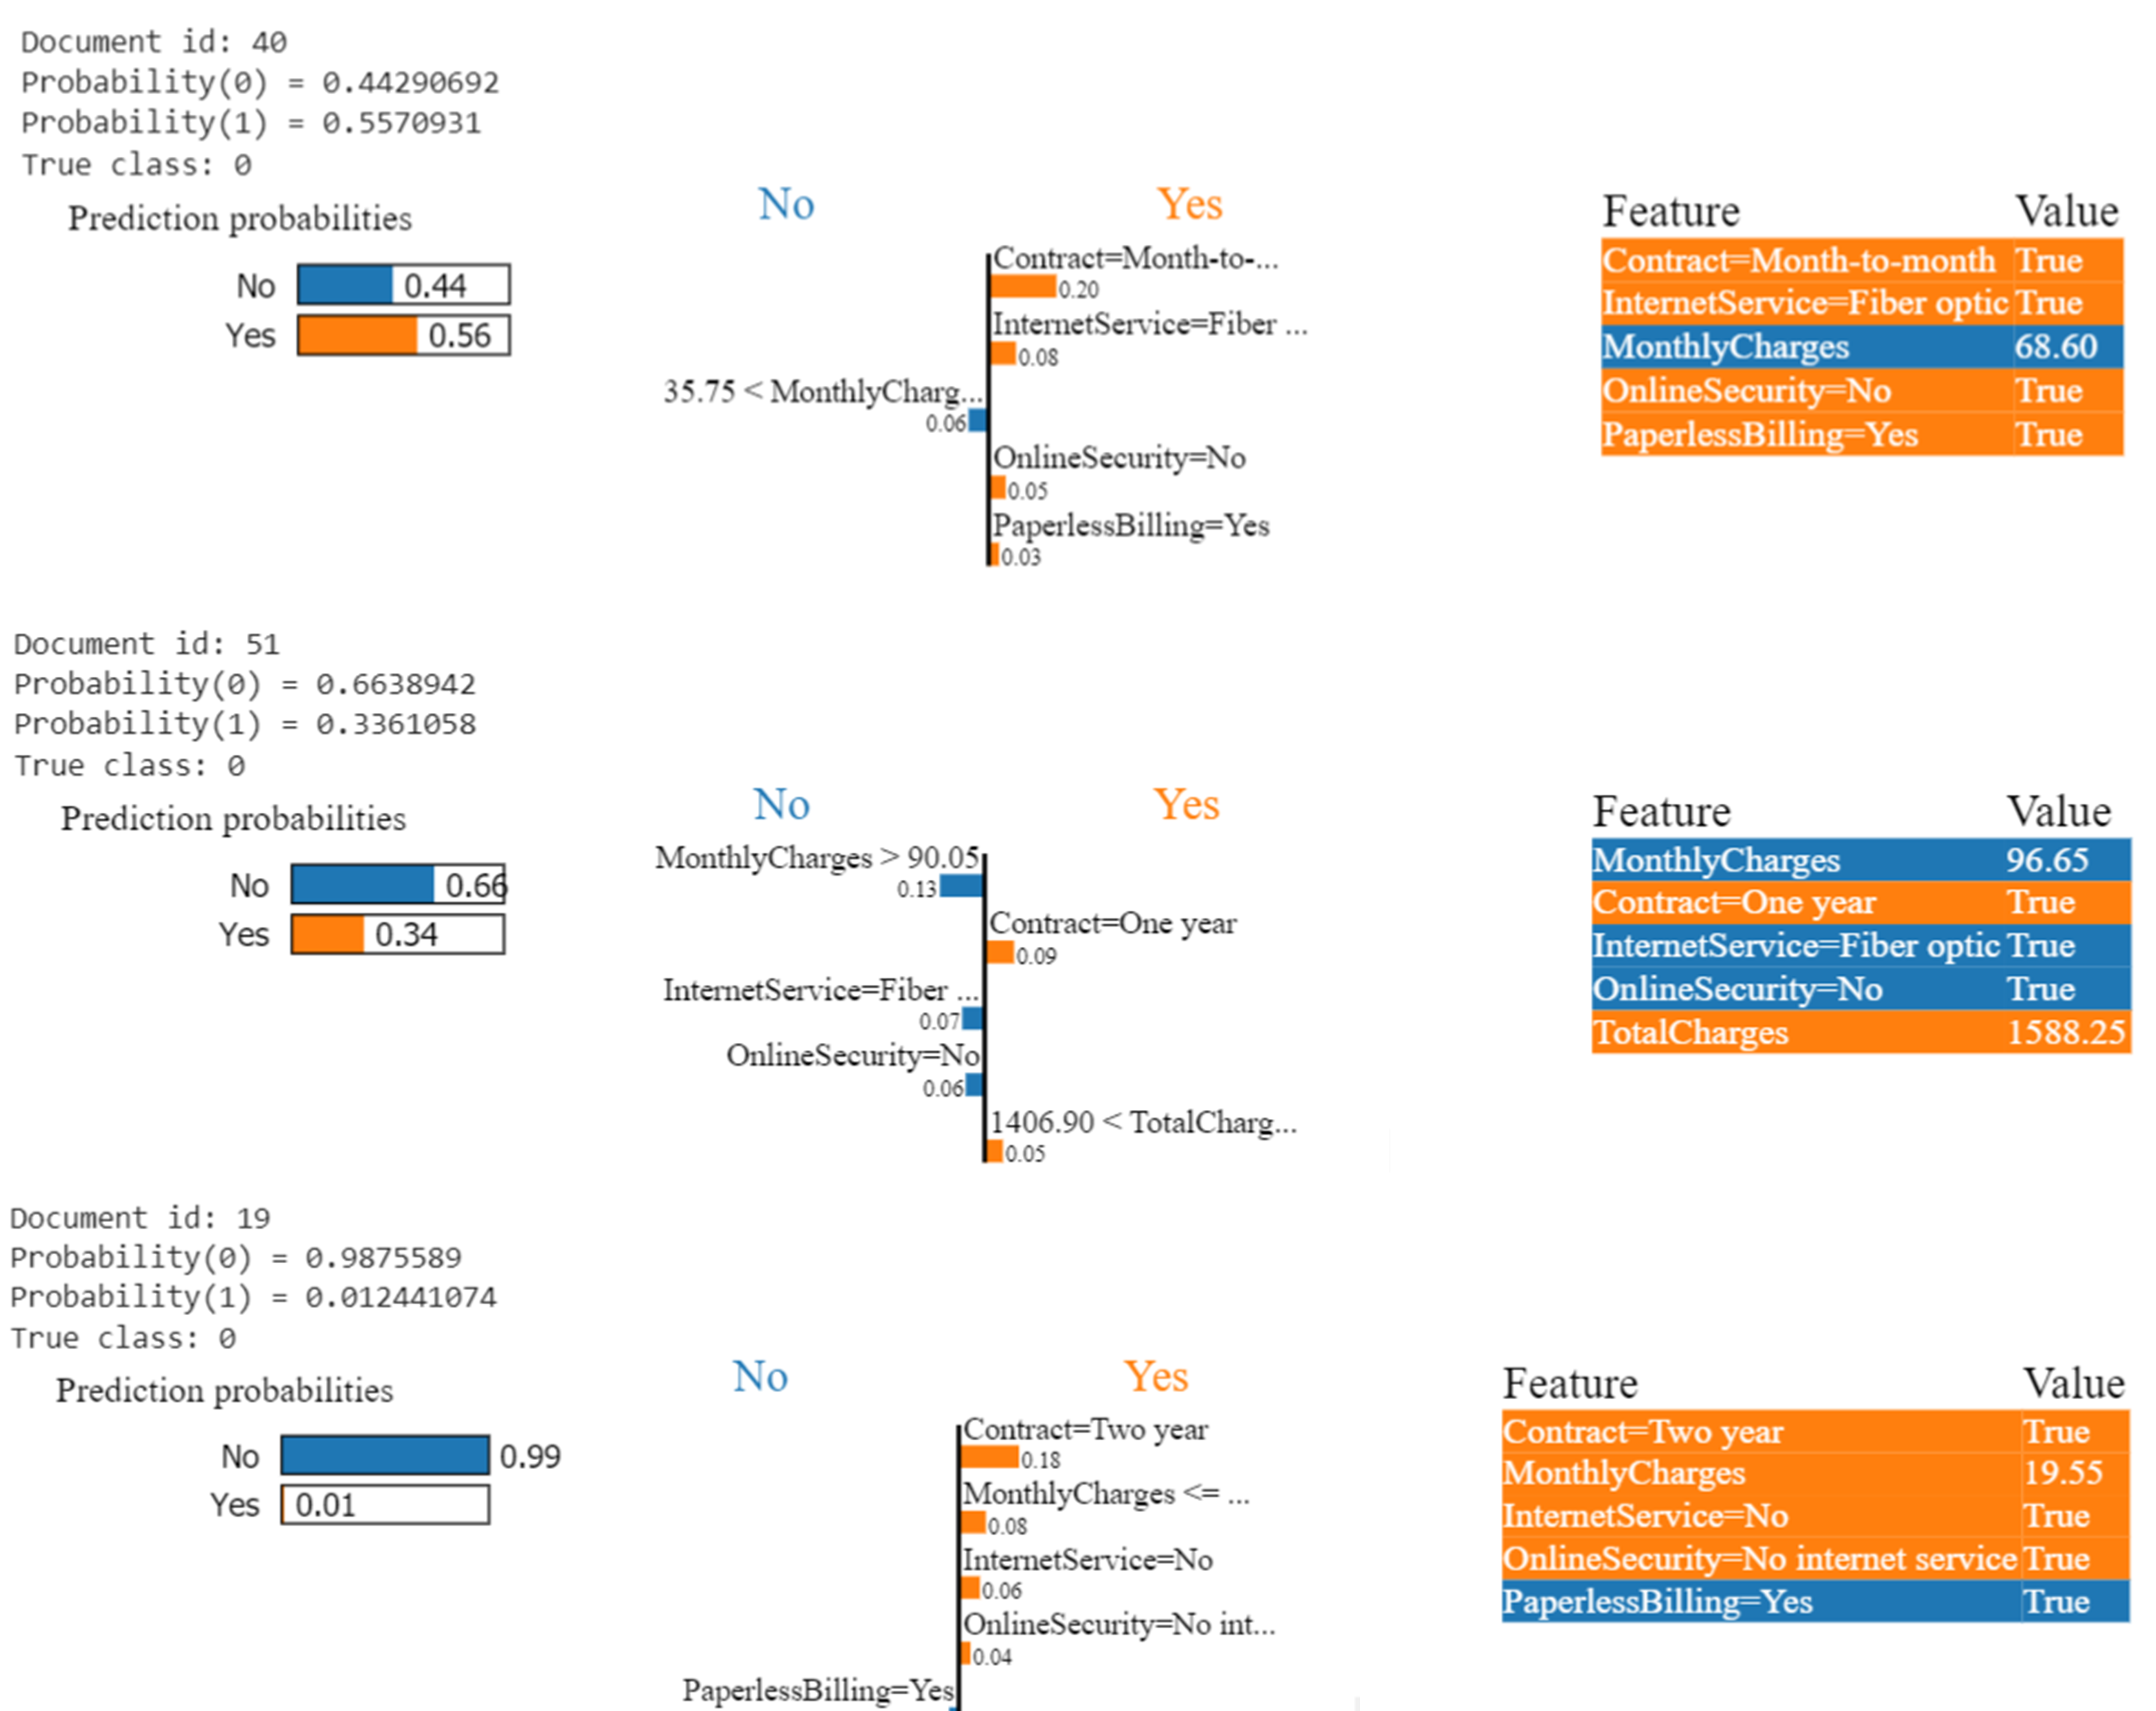 Document id: 40
Probability(0) = 0.44290692
Probability(1) = 0.5570931
True class: 0
Prediction probabilities
No 0.44
Yes 0.56
No Yes
Contract=Month-to-...
0.20
InternetService=Fiber ...
0.08
35.75 < MonthlyCharg...
0.06
OnlineSecurity=No
0.05
PaperlessBilling=Yes
0.03
Feature Value
Contract=Month-to-month True
InternetService=Fiber optic True
MonthlyCharges 68.60
OnlineSecurity=No True
PaperlessBilling=Yes True
Document id: 51
Probability(0) = 0.6638942
Probability(1) = 0.3361058
True class: 0
Prediction probabilities
No 0.66
Yes 0.34
No Yes
MonthlyCharges > 90.05
0.13
Contract=One year
0.09
InternetService=Fiber ...
0.07
OnlineSecurity=No
0.06
1406.90 < TotalCharg...
0.05
Feature Value
MonthlyCharges 96.65
Contract=One year True
InternetService=Fiber optic True
OnlineSecurity=No True
TotalCharges 1588.25
Document id: 19
Probability(0) = 0.9875589
Probability(1) = 0.012441074
True class: 0
Prediction probabilities
No 0.99
Yes 0.01
No Yes
Contract=Two year
0.18
MonthlyCharges <= ...
0.08
InternetService=No
0.06
OnlineSecurity=No int...
0.04
PaperlessBilling=Yes
Feature Value
Contract=Two year True
MonthlyCharges 19.55
InternetService=No True
OnlineSecurity=No internet service True
PaperlessBilling=Yes True